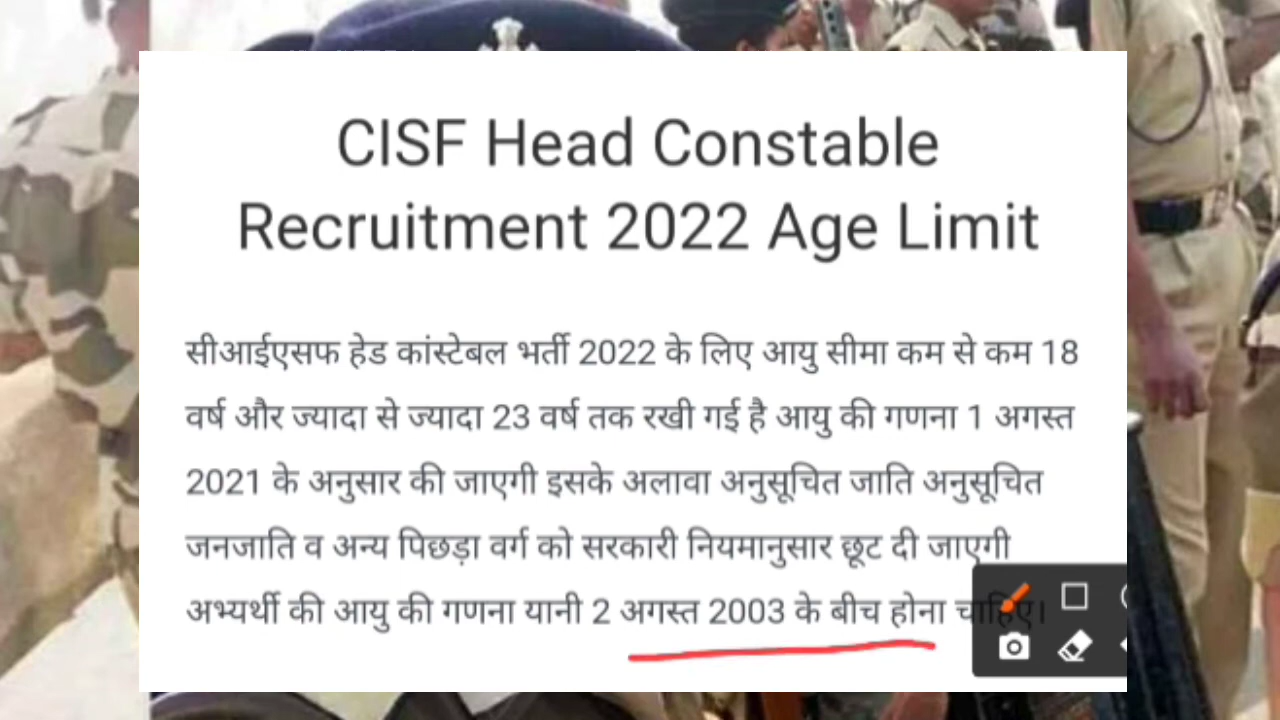 CISF Head Constable
Recruitment 2022 Age Limit
सीआईएसफ हेड कांस्टेबल भर्ती 2022 के लिए आयु सीमा कम से कम 18
वर्ष और ज्यादा से ज्यादा 23 वर्ष तक रखी गई है आयु की गणना 1 अगस्त
2021 के अनुसार की जाएगी इसके अलावा अनुसूचित जाति अनुसूचित
जनजाति व अन्य पिछड़ा वर्ग को सरकारी नियमानुसार छूट दी जाएगी
अभ्यर्थी की आयु की गणना यानी 2 अगस्त 2003 के बीच होना चाहिए।